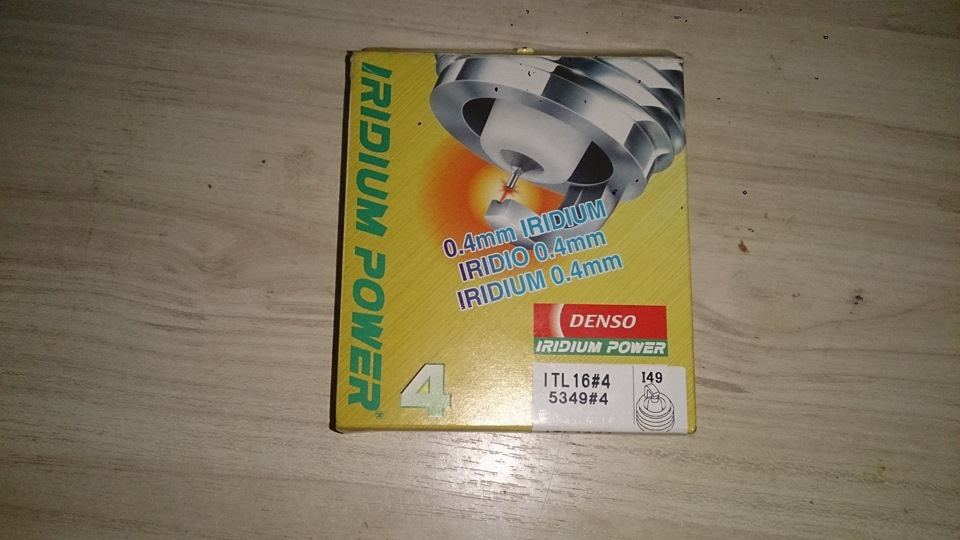 IRIDIUM POWER®
0.4mm IRIDIUM
IRIDIO 0.4mm
IRIDIUM 0.4mm
DENSO
IRIDIUM POWER
4
ITL16#4
5349#4
I49